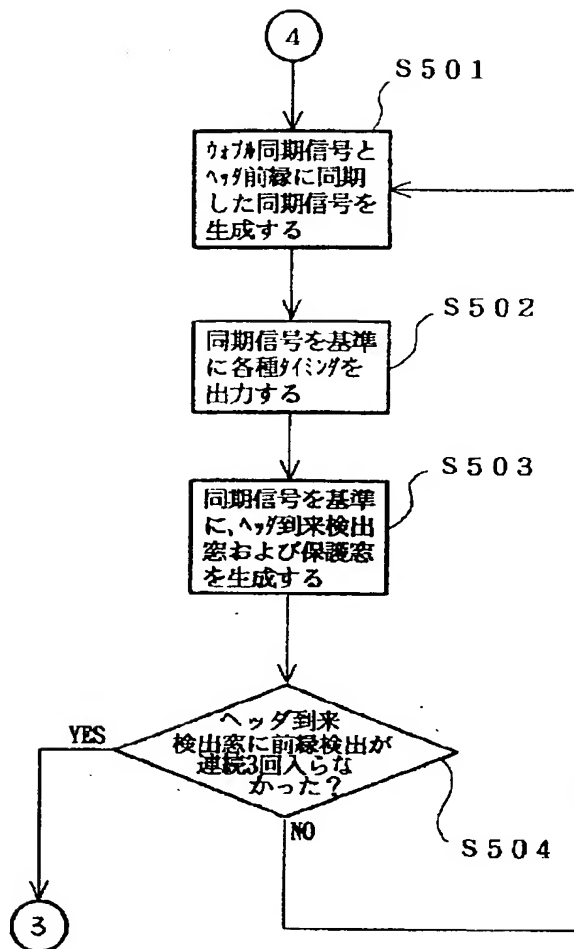 4
S501
ｳｫﾌﾞﾙ同期信号と
ﾍｯﾀﾞ前縁に同期
した同期信号を
生成する
S502
同期信号を基準
に各種ﾀｲﾐﾝｸﾞを
出力する
S503
同期信号を基準
に、ﾍｯﾀﾞ到来検出
窓および保護窓
を生成する
ヘッダ到来
検出窓に前縁検出が
連続3回入らな
かった？
YES
NO
S504
3